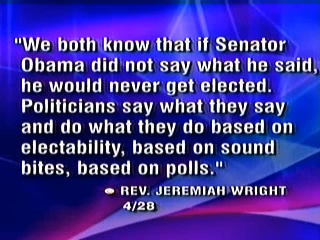 "We both know that if Senator
Obama did not say what he said,
he would never get elected.
Politicians say what they say
and do what they do based on
electability, based on sound
bites, based on polls."
REV. JEREMIAH WRIGHT
4/28